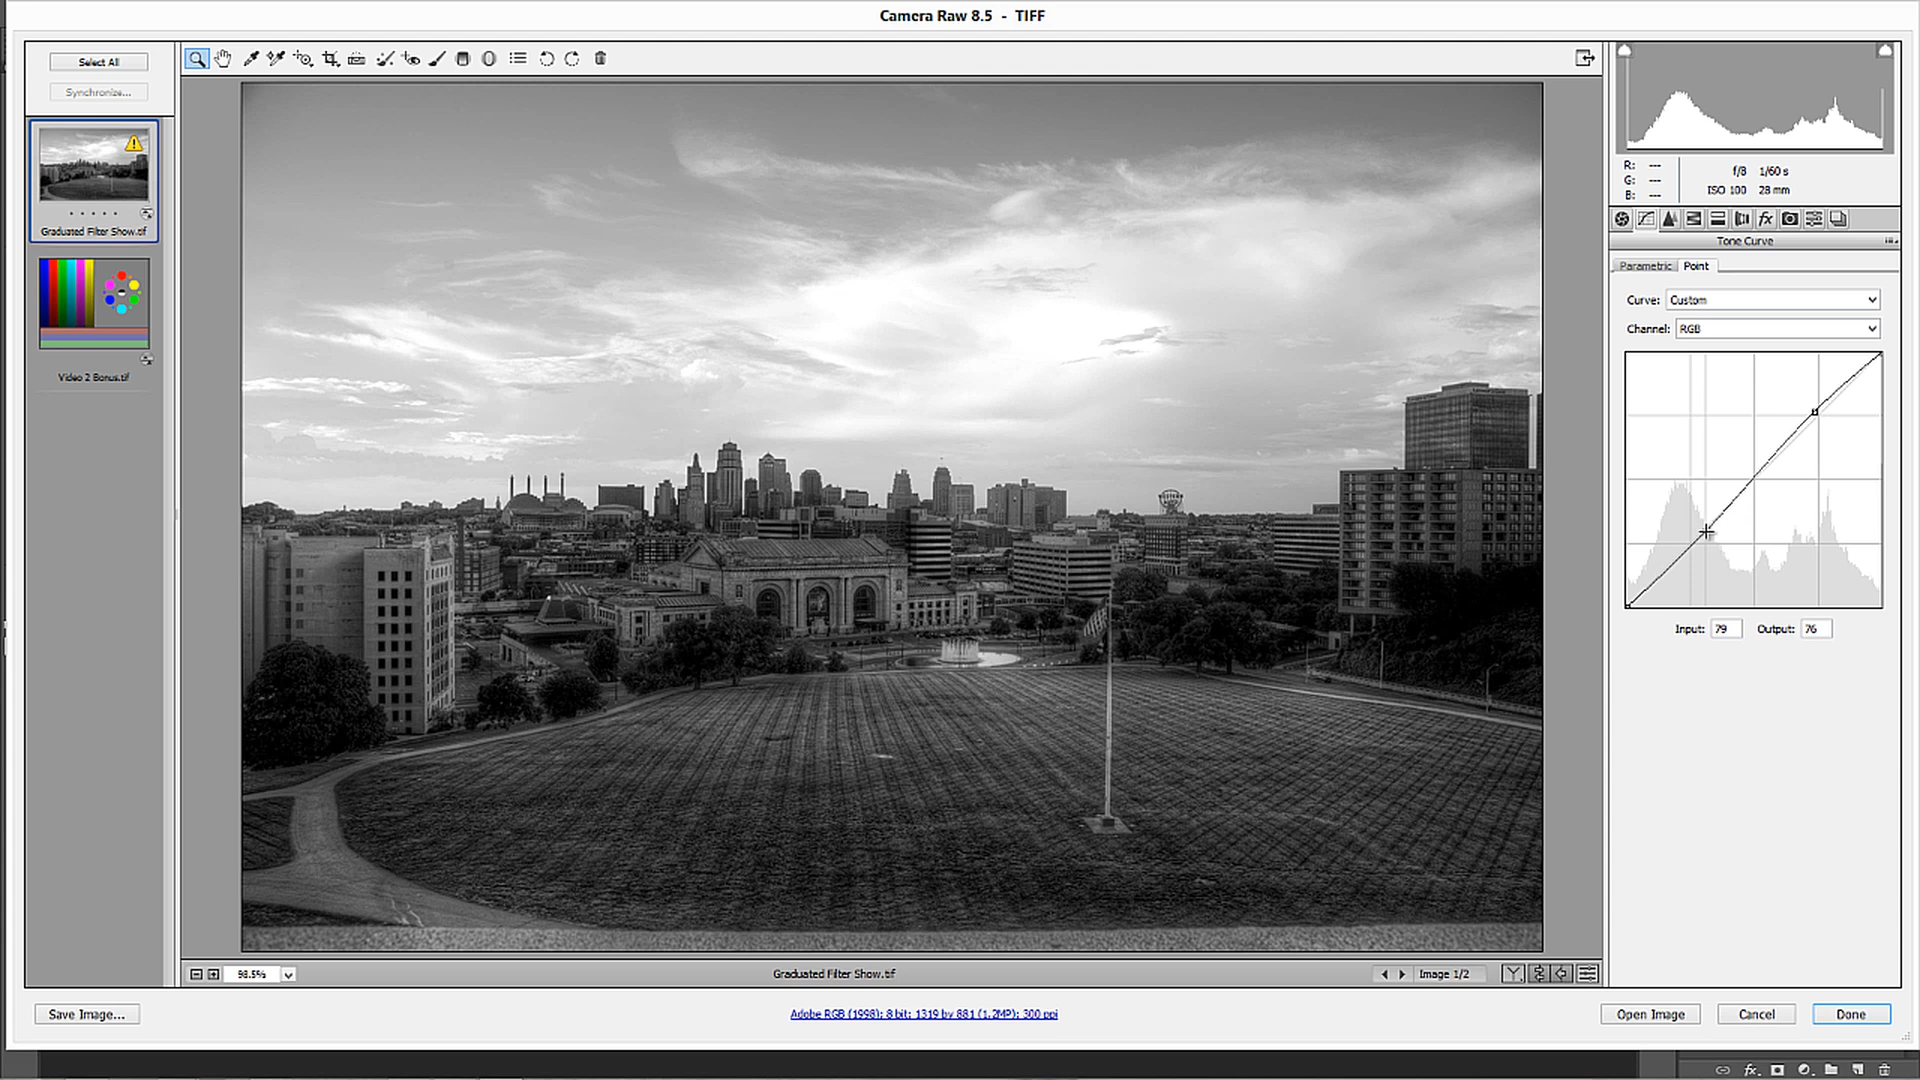 Camera Raw 8.5 - TIFF
Select All
Synchronize...
Graduated Filter Show.tif
Video 2 Bonus.tif
R: ---
G: ---
B: ---
f/8 1/60 s
ISO 100 28 mm
fx
Tone Curve
Parametric Point
Curve: Custom
Channel: RGB
Input: 79 Output: 76
98.5%
Graduated Filter Show.tif
Image 1/2
Save Image...
Adobe RGB (1998); 8 bit; 1319 by 881 (1.2MP); 300 ppi
Open Image
Cancel
Done
fx